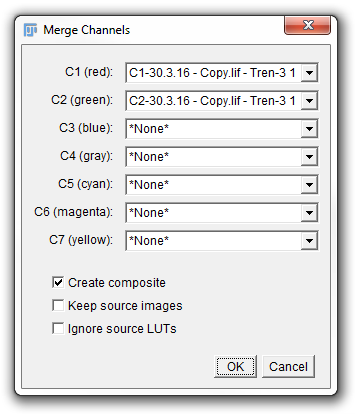 Merge Channels
C1 (red): C1-30.3.16 - Copy.lif - Tren-3 1
C2 (green): C2-30.3.16 - Copy.lif - Tren-3 1
C3 (blue): *None*
C4 (gray): *None*
C5 (cyan): *None*
C6 (magenta): *None*
C7 (yellow): *None*
Create composite
Keep source images
Ignore source LUTs
OK Cancel